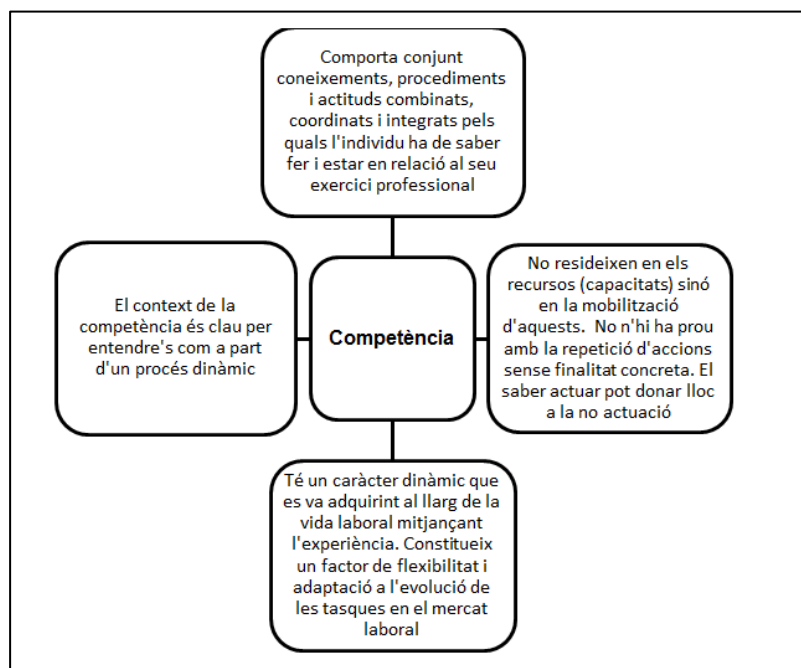 Comporta conjunt
coneixements, procediments
i actituds combinats,
coordinats i integrats pels
quals l'individu ha de saber
fer i estar en relació al seu
exercici professional
El context de la
competència és clau per
entendre's com a part
d'un procés dinàmic
Competència
No resideixen en els
recursos (capacitats) sinó
en la mobilització
d'aquests. No n'hi ha prou
amb la repetició d'accions
sense finalitat concreta. El
saber actuar pot donar lloc
a la no actuació
Té un caràcter dinàmic que
es va adquirint al llarg de la
vida laboral mitjançant
l'experiència. Constitueix
un factor de flexibilitat i
adaptació a l'evolució de
les tasques en el mercat
laboral